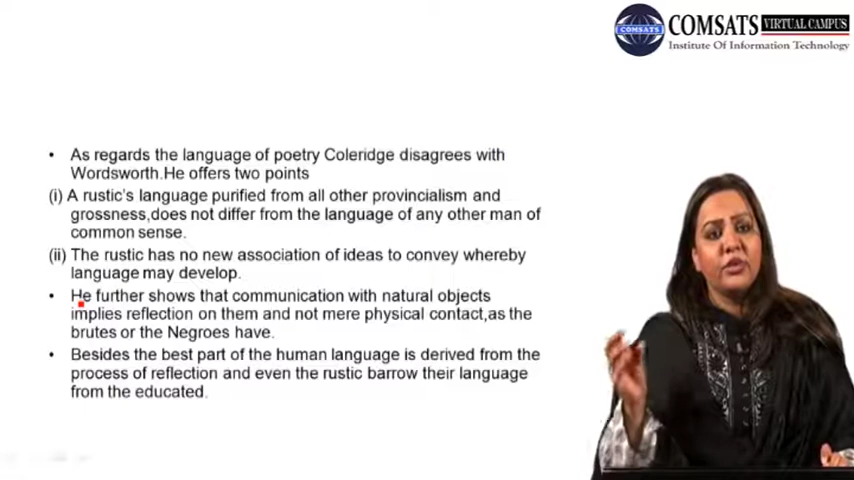 COMSATS VIRTUAL CAMPUS
COMSATS
Institute Of Information Technology
• As regards the language of poetry Coleridge disagrees with
Wordsworth.He offers two points
(i) A rustic's language purified from all other provincialism and
grossness,does not differ from the language of any other man of
common sense.
(ii) The rustic has no new association of ideas to convey whereby
language may develop.
• He further shows that communication with natural objects
implies reflection on them and not mere physical contact,as the
brutes or the Negroes have.
• Besides the best part of the human language is derived from the
process of reflection and even the rustic barrow their language
from the educated.